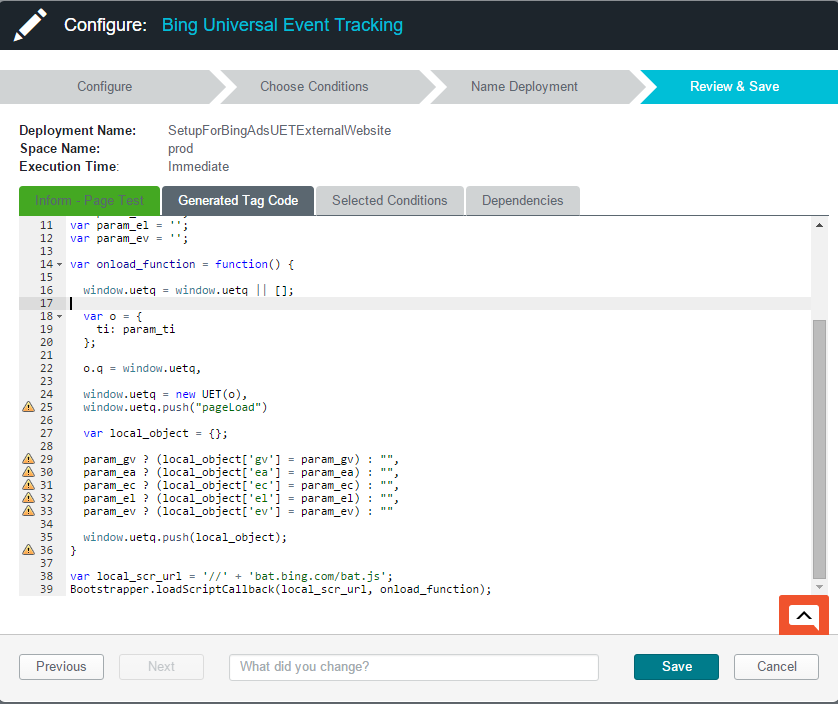 Configure: Bing Universal Event Tracking
Configure Choose Conditions Name Deployment Review & Save
Deployment Name: SetupForBingAdsUETExternalWebsite
Space Name: prod
Execution Time: Immediate
Inform - Page Test Generated Tag Code Selected Conditions Dependencies
11 var param_el = '';
12 var param_ev = '';
13
14 var onload_function = function() {
15
16 window.uetq = window.uetq || [];
17
18 var o = {
19 ti: param_ti
20 };
21
22 o.q = window.uetq,
23
24 window.uetq = new UET(o),
25 window.uetq.push("pageLoad")
26
27 var local_object = {};
28
29 param_gv ? (local_object['gv'] = param_gv) : "",
30 param_ea ? (local_object['ea'] = param_ea) : "",
31 param_ec ? (local_object['ec'] = param_ec) : "",
32 param_el ? (local_object['el'] = param_el) : "",
33 param_ev ? (local_object['ev'] = param_ev) : ""
34
35 window.uetq.push(local_object);
36 }
37
38 var local_scr_url = '//' + 'bat.bing.com/bat.js';
39 Bootstrapper.loadScriptCallback(local_scr_url, onload_function);
Previous Next What did you change? Save Cancel